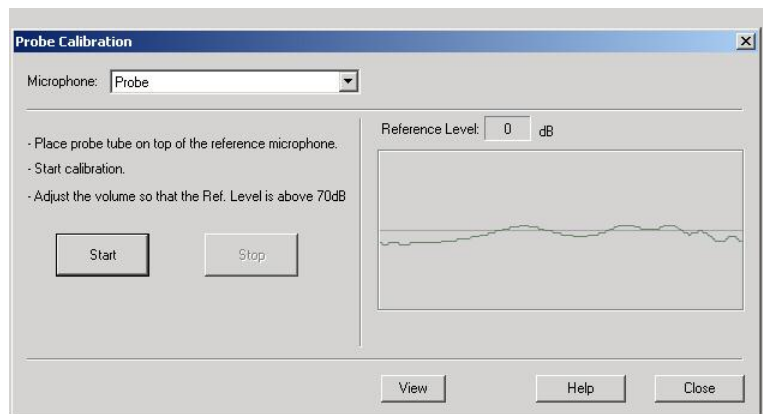 Probe Calibration
Microphone: Probe
- Place probe tube on top of the reference microphone.
- Start calibration.
- Adjust the volume so that the Ref. Level is above 70dB
Start Stop
Reference Level: 0 dB
View Help Close